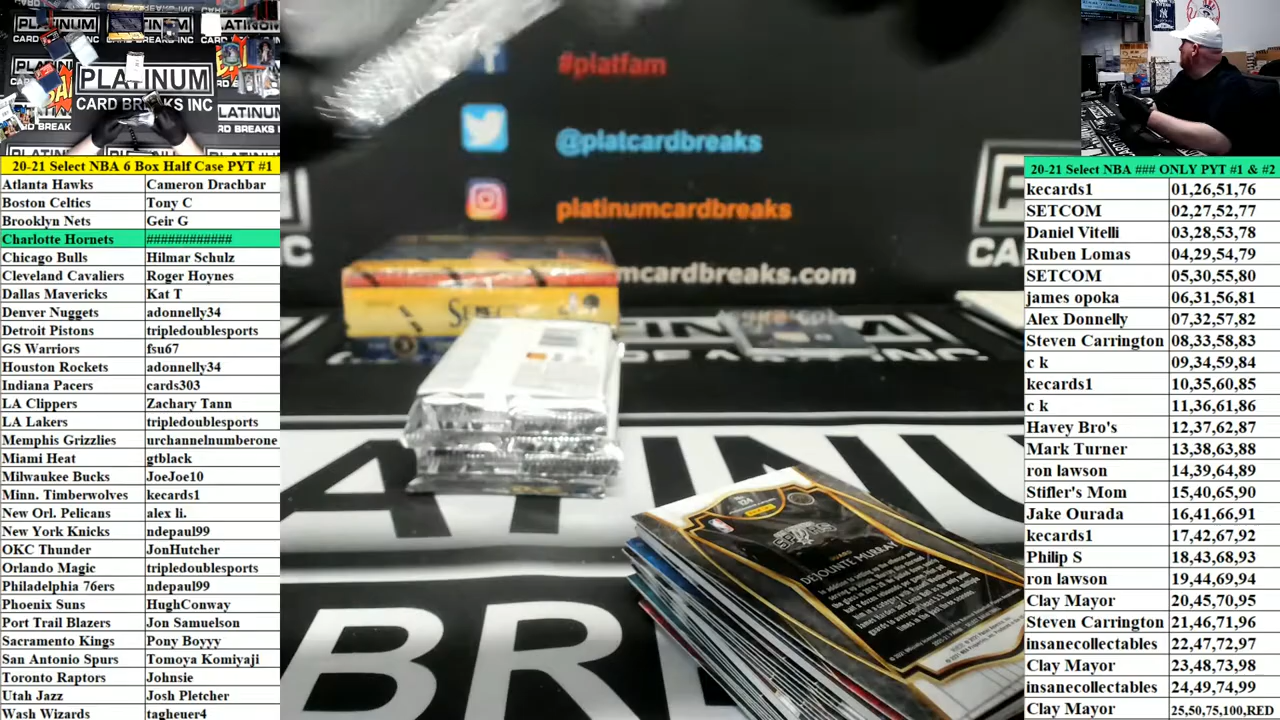 PLATINUM
CARD BREAKS INC
20-21 Select NBA 6 Box Half Case PYT #1
Atlanta Hawks Cameron Drachbar
Boston Celtics Tony C
Brooklyn Nets Geir G
Charlotte Hornets ############
Chicago Bulls Hilmar Schulz
Cleveland Cavaliers Roger Hoynes
Dallas Mavericks Kat T
Denver Nuggets adonnelly34
Detroit Pistons tripledoublesports
GS Warriors fsu67
Houston Rockets adonnelly34
Indiana Pacers cards303
LA Clippers Zachary Tann
LA Lakers tripledoublesports
Memphis Grizzlies urchannelnumberone
Miami Heat gtblack
Milwaukee Bucks JoeJoe10
Minn. Timberwolves kecards1
New Orl. Pelicans alex li.
New York Knicks ndepaul99
OKC Thunder JonHutcher
Orlando Magic tripledoublesports
Philadelphia 76ers ndepaul99
Phoenix Suns HughConway
Port Trail Blazers Jon Samuelson
Sacramento Kings Pony Boyyy
San Antonio Spurs Tomoya Komiyaji
Toronto Raptors Johnsie
Utah Jazz Josh Pletcher
Wash Wizards tagheuer4
#platfam
@platcardbreaks
platinumcardbreaks
mcardbreaks.com
SPURS
DEJOUNTE MURRAY
20-21 Select NBA ### ONLY PYT #1 & #2
kecards1 01,26,51,76
SETCOM 02,27,52,77
Daniel Vitelli 03,28,53,78
Ruben Lomas 04,29,54,79
SETCOM 05,30,55,80
james opoka 06,31,56,81
Alex Donnelly 07,32,57,82
Steven Carrington 08,33,58,83
c k 09,34,59,84
kecards1 10,35,60,85
c k 11,36,61,86
Havey Bro's 12,37,62,87
Mark Turner 13,38,63,88
ron lawson 14,39,64,89
Stifler's Mom 15,40,65,90
Jake Ourada 16,41,66,91
kecards1 17,42,67,92
Philip S 18,43,68,93
ron lawson 19,44,69,94
Clay Mayor 20,45,70,95
Steven Carrington 21,46,71,96
insanecollectables 22,47,72,97
Clay Mayor 23,48,73,98
insanecollectables 24,49,74,99
Clay Mayor 25,50,75,100,RED